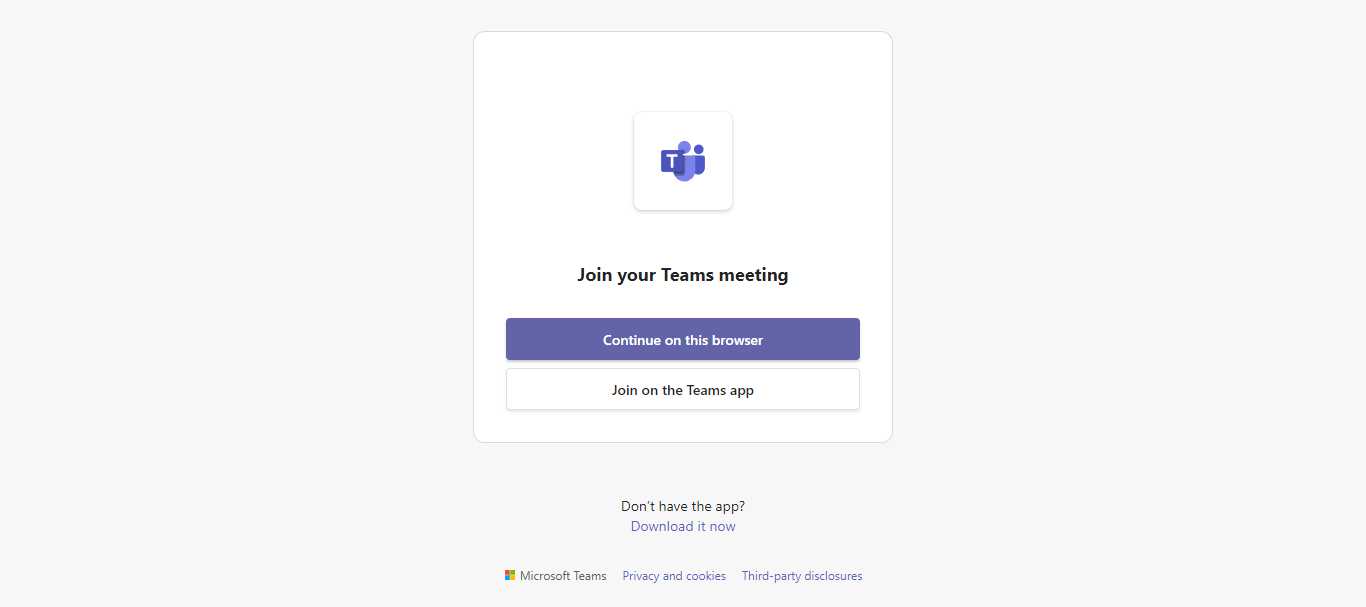 T
Join your Teams meeting
Continue on this browser
Join on the Teams app
Don't have the app?
Download it now
Microsoft Teams Privacy and cookies Third-party disclosures